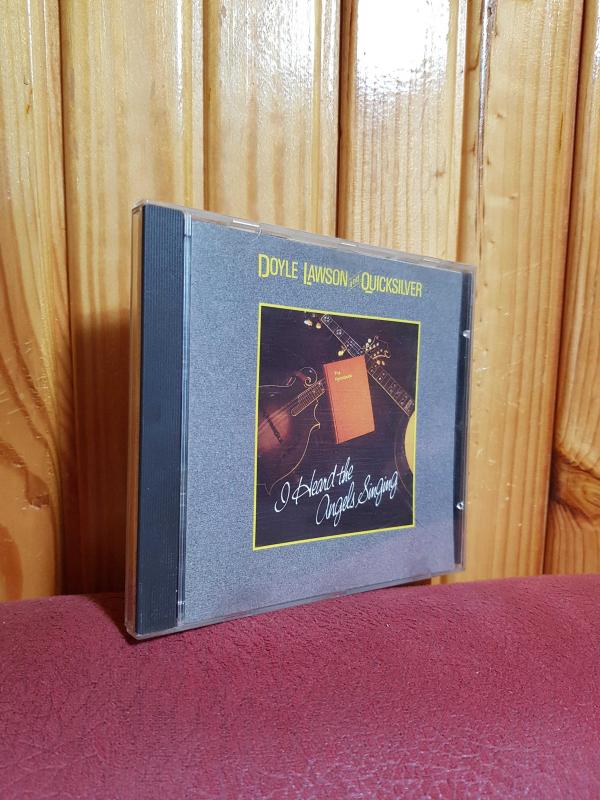 DOYLE LAWSON and QUICKSILVER
I Heard the
Angels Singing